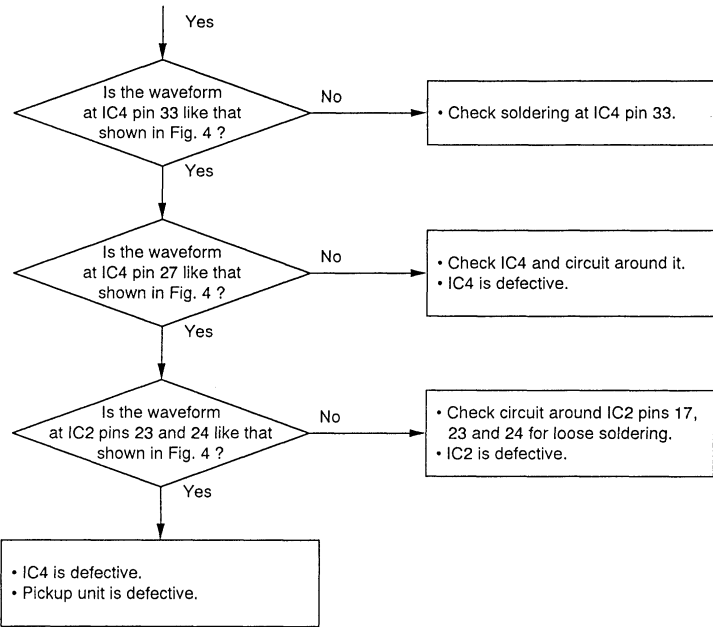 Yes
Is the waveform
at IC4 pin 33 like that
shown in Fig. 4 ?
No
• Check soldering at IC4 pin 33.
Yes
Is the waveform
at IC4 pin 27 like that
shown in Fig. 4 ?
No
• Check IC4 and circuit around it.
• IC4 is defective.
Yes
Is the waveform
at IC2 pins 23 and 24 like that
shown in Fig. 4 ?
No
• Check circuit around IC2 pins 17,
23 and 24 for loose soldering.
• IC2 is defective.
Yes
• IC4 is defective.
• Pickup unit is defective.